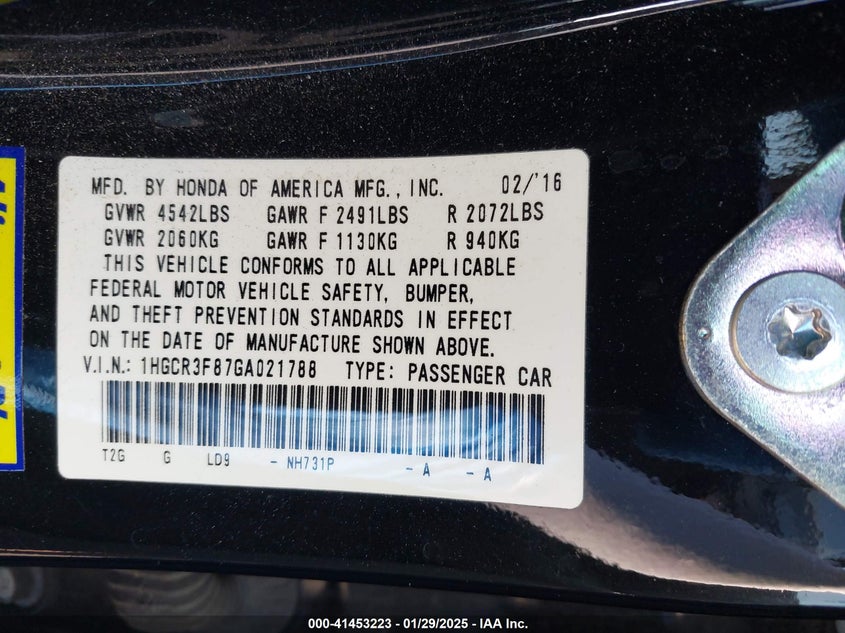 MFD. BY HONDA OF AMERICA MFG., INC. 02/'16
GVWR 4542LBS GAWR F 2491LBS R 2072LBS
GVWR 2060KG GAWR F 1130KG R 940KG
THIS VEHICLE CONFORMS TO ALL APPLICABLE
FEDERAL MOTOR VEHICLE SAFETY, BUMPER,
AND THEFT PREVENTION STANDARDS IN EFFECT
ON THE DATE OF MANUFACTURE SHOWN ABOVE.
V.I.N.: 1HGCR3F87GA021788 TYPE: PASSENGER CAR
T2G G LD9 - NH731P - A - A
000-41453223 - 01/29/2025 - IAA Inc.